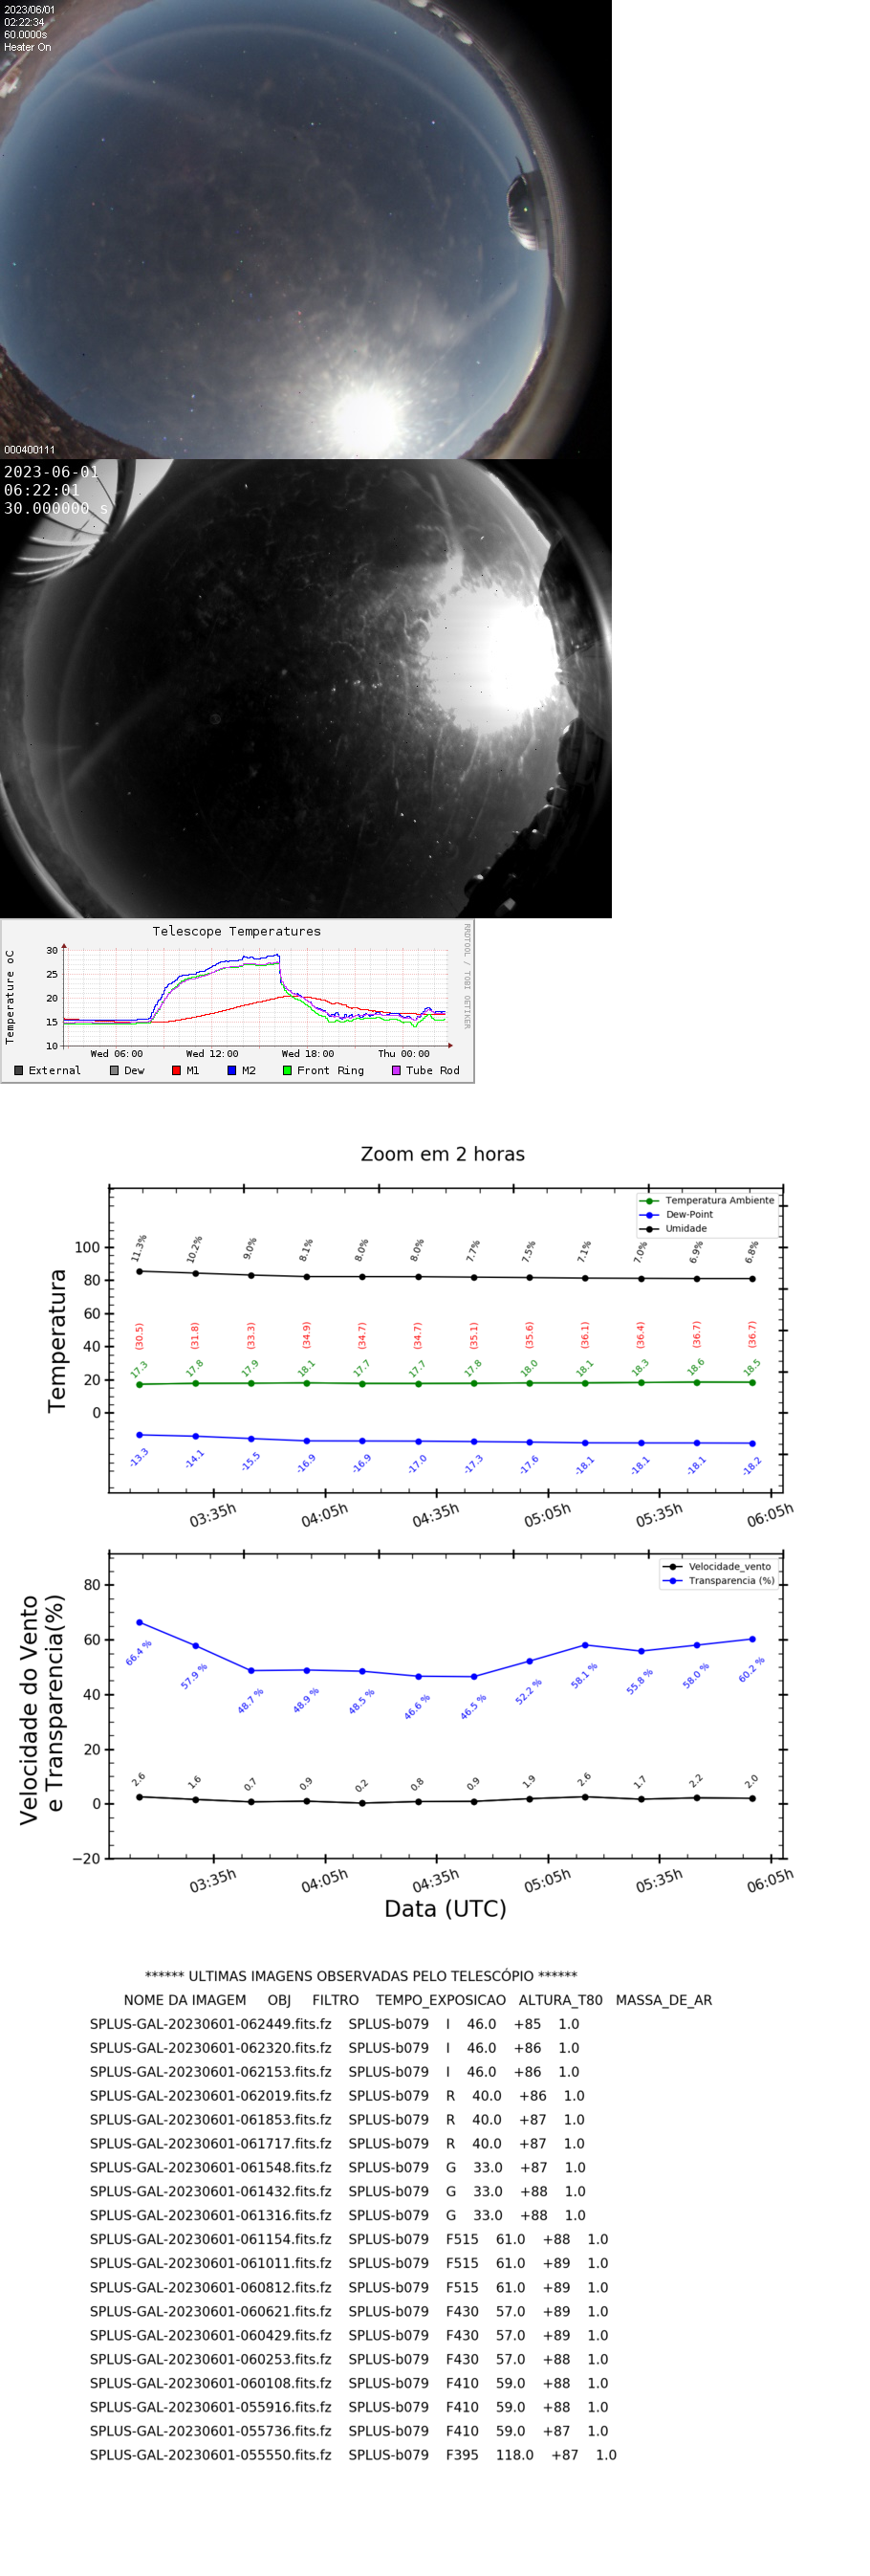 2023/06/01
02:22:34
60.0000s
Heater On
000400111
2023-06-01
06:22:01
30.000000 s
Telescope Temperatures
RRDTOOL / TOBI OETIKER
Temperature oC
30
25
20
15
10
Wed 06:00 Wed 12:00 Wed 18:00 Thu 00:00
External Dew M1 M2 Front Ring Tube Rod
Zoom em 2 horas
Temperatura Ambiente
Dew-Point
Umidade
Temperatura
100
80
60
40
20
0
11.3% 10.2% 9.0% 8.1% 8.0% 8.0% 7.7% 7.5% 7.1% 7.0% 6.9% 6.8%
(30.5) (31.8) (33.3) (34.9) (34.7) (34.7) (35.1) (35.6) (36.1) (36.4) (36.7) (36.7)
17.3 17.8 17.9 18.1 17.7 17.7 17.8 18.0 18.1 18.3 18.6 18.5
-13.3 -14.1 -15.5 -16.9 -16.9 -17.0 -17.3 -17.6 -18.1 -18.1 -18.1 -18.2
03:35h 04:05h 04:35h 05:05h 05:35h 06:05h
Velocidade_vento
Transparencia (%)
Velocidade do Vento
e Transparencia(%)
80
60
40
20
0
−20
66.4 % 57.9 % 48.7 % 48.9 % 48.5 % 46.6 % 46.5 % 52.2 % 58.1 % 55.8 % 58.0 % 60.2 %
2.6 1.6 0.7 0.9 0.2 0.8 0.9 1.9 2.6 1.7 2.2 2.0
03:35h 04:05h 04:35h 05:05h 05:35h 06:05h
Data (UTC)
****** ULTIMAS IMAGENS OBSERVADAS PELO TELESCÓPIO ******
NOME DA IMAGEM OBJ FILTRO TEMPO_EXPOSICAO ALTURA_T80 MASSA_DE_AR
SPLUS-GAL-20230601-062449.fits.fz SPLUS-b079 I 46.0 +85 1.0
SPLUS-GAL-20230601-062320.fits.fz SPLUS-b079 I 46.0 +86 1.0
SPLUS-GAL-20230601-062153.fits.fz SPLUS-b079 I 46.0 +86 1.0
SPLUS-GAL-20230601-062019.fits.fz SPLUS-b079 R 40.0 +86 1.0
SPLUS-GAL-20230601-061853.fits.fz SPLUS-b079 R 40.0 +87 1.0
SPLUS-GAL-20230601-061717.fits.fz SPLUS-b079 R 40.0 +87 1.0
SPLUS-GAL-20230601-061548.fits.fz SPLUS-b079 G 33.0 +87 1.0
SPLUS-GAL-20230601-061432.fits.fz SPLUS-b079 G 33.0 +88 1.0
SPLUS-GAL-20230601-061316.fits.fz SPLUS-b079 G 33.0 +88 1.0
SPLUS-GAL-20230601-061154.fits.fz SPLUS-b079 F515 61.0 +88 1.0
SPLUS-GAL-20230601-061011.fits.fz SPLUS-b079 F515 61.0 +89 1.0
SPLUS-GAL-20230601-060812.fits.fz SPLUS-b079 F515 61.0 +89 1.0
SPLUS-GAL-20230601-060621.fits.fz SPLUS-b079 F430 57.0 +89 1.0
SPLUS-GAL-20230601-060429.fits.fz SPLUS-b079 F430 57.0 +89 1.0
SPLUS-GAL-20230601-060253.fits.fz SPLUS-b079 F430 57.0 +88 1.0
SPLUS-GAL-20230601-060108.fits.fz SPLUS-b079 F410 59.0 +88 1.0
SPLUS-GAL-20230601-055916.fits.fz SPLUS-b079 F410 59.0 +88 1.0
SPLUS-GAL-20230601-055736.fits.fz SPLUS-b079 F410 59.0 +87 1.0
SPLUS-GAL-20230601-055550.fits.fz SPLUS-b079 F395 118.0 +87 1.0